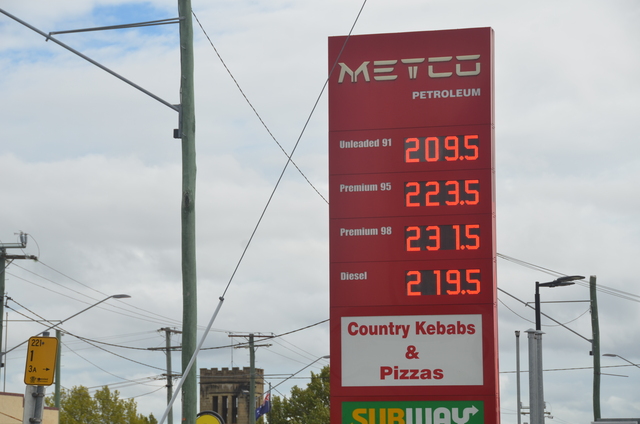 METCO
PETROLEUM
Unleaded 91 209.5
Premium 95 223.5
Premium 98 231.5
Diesel 219.5
Country Kebabs
&
Pizzas
SUBWAY
1